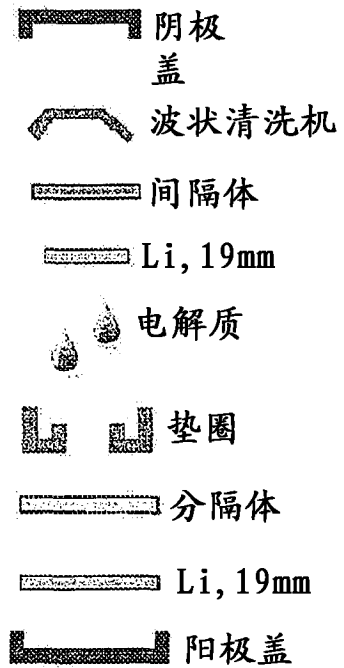 阴极
盖
波状清洗机
间隔体
Li,19mm
电解质
垫圈
分隔体
Li,19mm
阳极盖